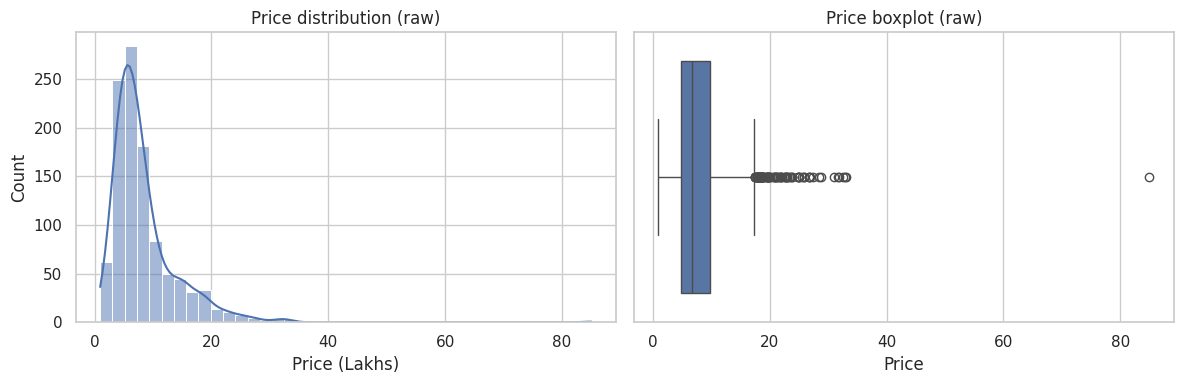 Price distribution (raw)
250
200
150
100
50
0
Count
0 20 40 60 80
Price (Lakhs)
Price boxplot (raw)
0 20 40 60 80
Price